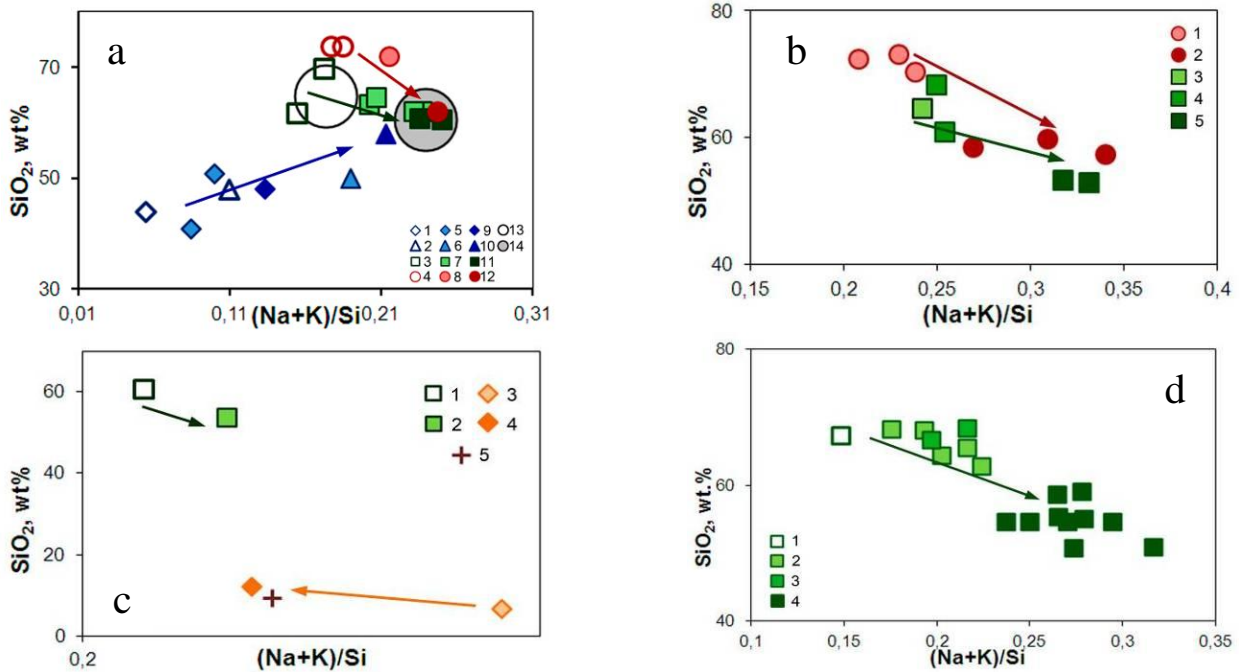 a
SiO2, wt%
70
50
30
0,01
0,11
0,21
0,31
(Na+K)/Si
1 5 9 13
2 6 10 14
3 7 11
4 8 12
b
SiO2, wt%
80
60
40
0,15
0,2
0,25
0,3
0,35
0,4
(Na+K)/Si
1
2
3
4
5
c
SiO2, wt%
60
40
20
0
0,2
(Na+K)/Si
1 3
2 4
5
d
SiO2, wt.%
80
60
40
0,1
0,15
0,2
0,25
0,3
0,35
(Na+K)/Si
1
2
3
4